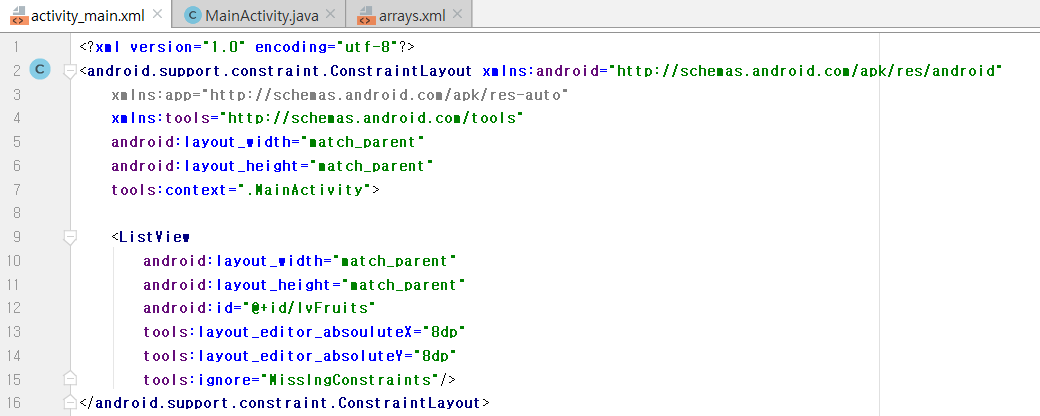 activity_main.xml MainActivity.java arrays.xml
1 <?xml version="1.0" encoding="utf-8"?>
2 C <android.support.constraint.ConstraintLayout xmlns:android="http://schemas.android.com/apk/res/android"
3 xmlns:app="http://schemas.android.com/apk/res-auto"
4 xmlns:tools="http://schemas.android.com/tools"
5 android:layout_width="match_parent"
6 android:layout_height="match_parent"
7 tools:context=".MainActivity">
8
9 <ListView
10 android:layout_width="match_parent"
11 android:layout_height="match_parent"
12 android:id="@+id/lvFruits"
13 tools:layout_editor_absouluteX="8dp"
14 tools:layout_editor_absoluteY="8dp"
15 tools:ignore="MissingConstraints"/>
16 </android.support.constraint.ConstraintLayout>